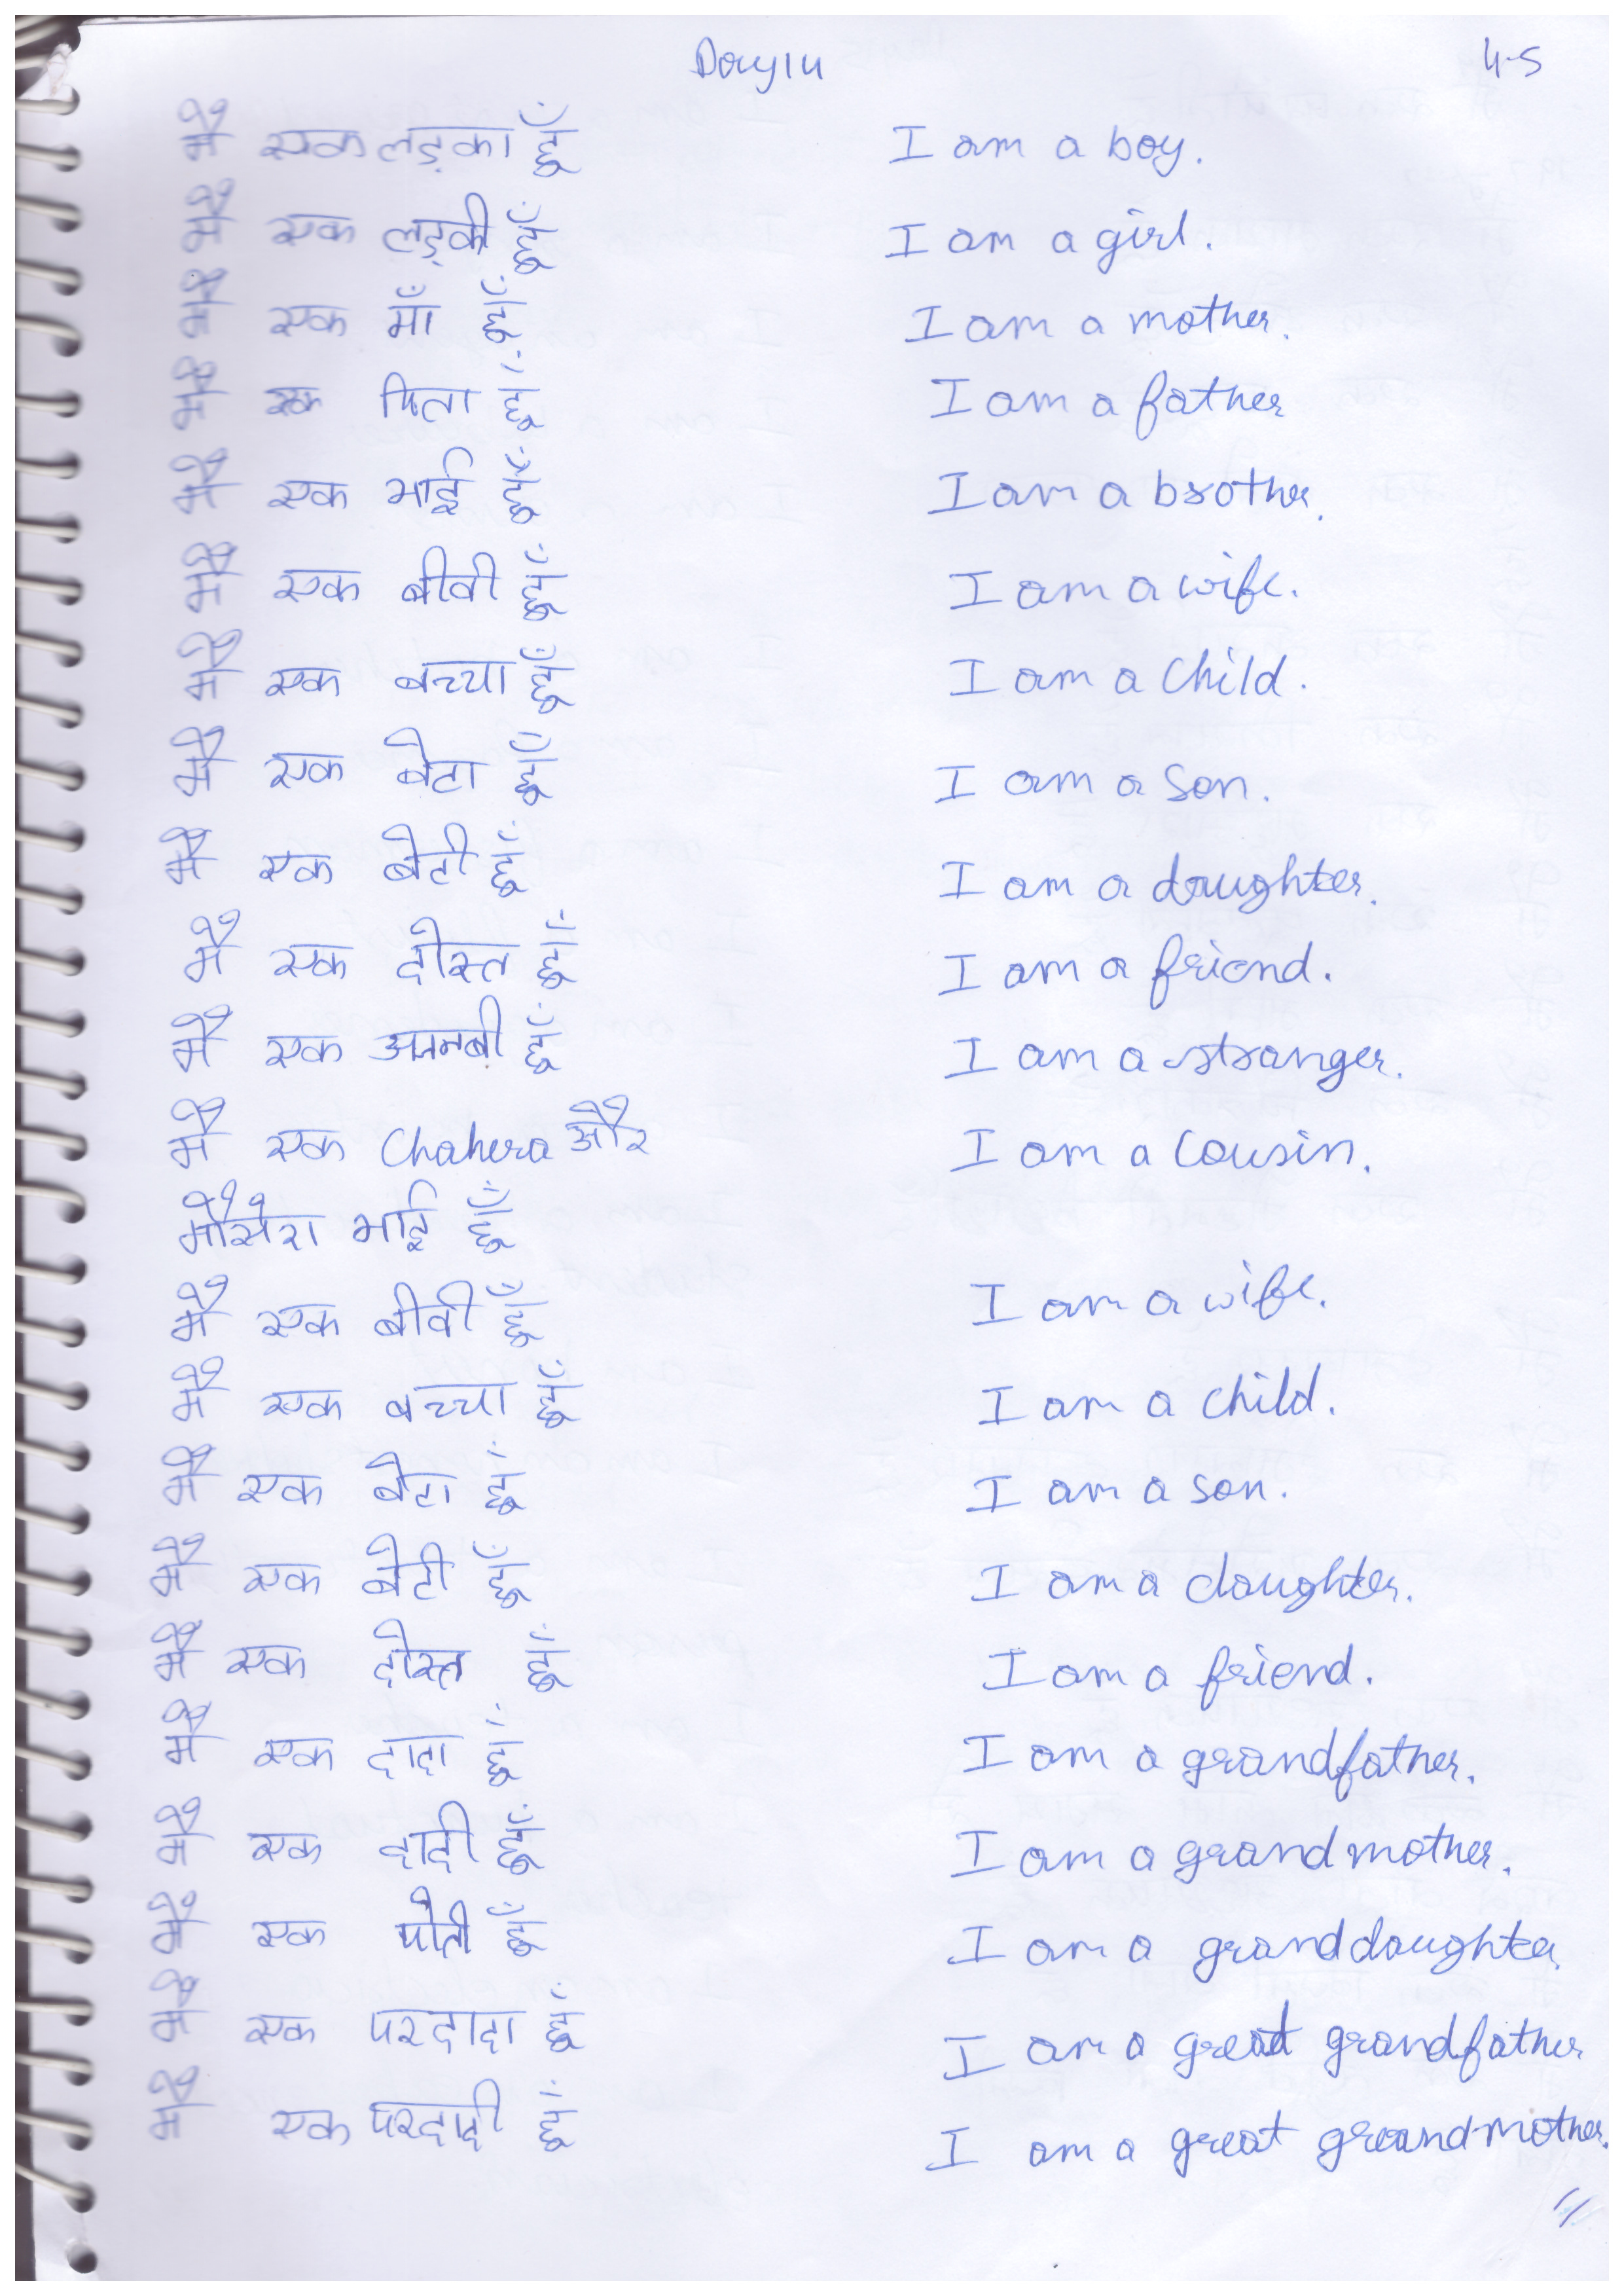 Day 14 4-5
मैं एक लड़का हूँ I am a boy.
मैं एक लड़की हूँ I am a girl.
मैं एक माँ हूँ I am a mother.
मैं एक पिता हूँ I am a father
मैं एक भाई हूँ I am a brother.
मैं एक बीवी हूँ I am a wife.
मैं एक बच्चा हूँ I am a child.
मैं एक बेटा हूँ I am a son.
मैं एक बेटी हूँ I am a daughter.
मैं एक दोस्त हूँ I am a friend.
मैं एक अजनबी हूँ I am a stranger.
मैं एक Chahera और I am a cousin.
मौसेरा भाई हूँ
मैं एक बीवी हूँ I am a wife.
मैं एक बच्चा हूँ I am a child.
मैं एक बेटा हूँ I am a son.
मैं एक बेटी हूँ I am a daughter.
मैं एक दोस्त हूँ I am a friend.
मैं एक दादा हूँ I am a grandfather.
मैं एक दादी हूँ I am a grandmother.
मैं एक पोती हूँ I am a granddaughter.
मैं एक परदादा हूँ I am a great grandfather
मैं एक परदादी हूँ I am a great grandmother.